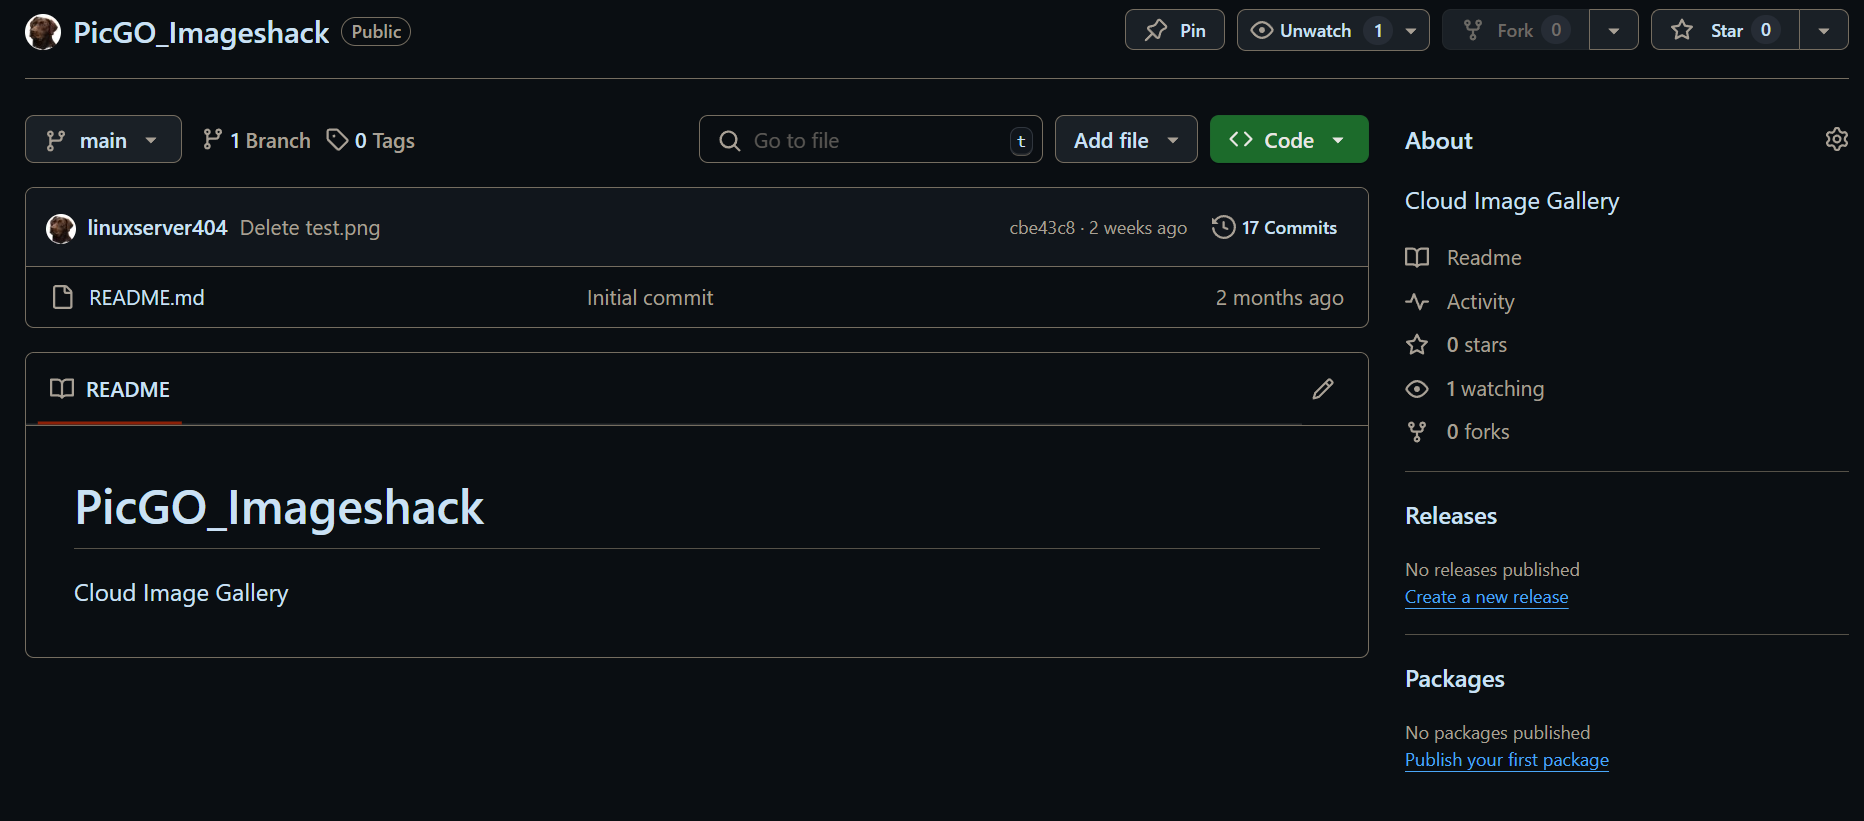 PicGO_Imageshack Public Pin Unwatch 1 Fork 0 Star 0
main 1 Branch 0 Tags Go to file t Add file Code
linuxserver404 Delete test.png cbe43c8 · 2 weeks ago 17 Commits
README.md Initial commit 2 months ago
README
PicGO_Imageshack
Cloud Image Gallery
About
Cloud Image Gallery
Readme
Activity
0 stars
1 watching
0 forks
Releases
No releases published
Create a new release
Packages
No packages published
Publish your first package